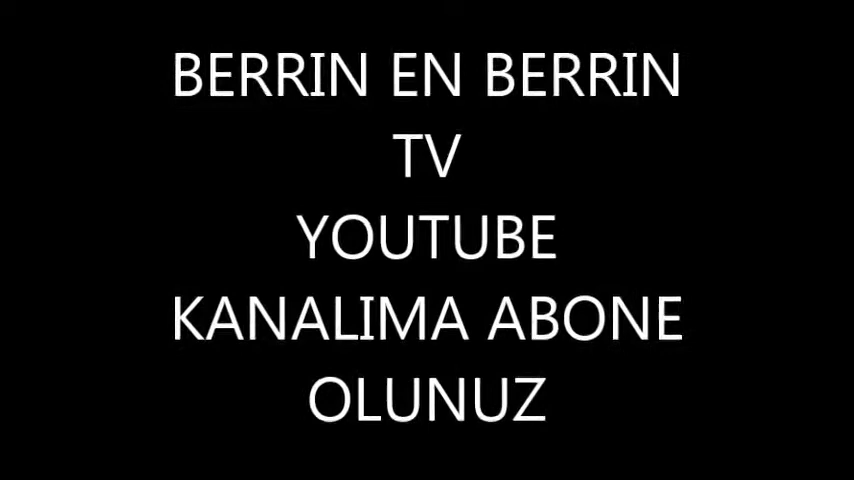 BERRIN EN BERRIN
TV
YOUTUBE
KANALIMA ABONE
OLUNUZ